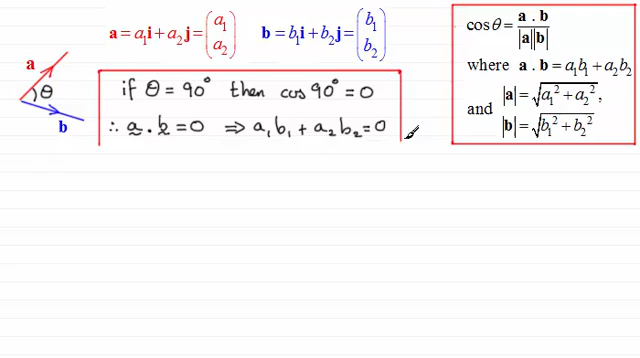 a = a₁i + a₂j = (a₁ a₂)
b = b₁i + b₂j = (b₁ b₂)
a
θ
b
if θ = 90° then cos 90° = 0
∴ a . b = 0 ⇒ a₁b₁ + a₂b₂ = 0
cosθ = a . b / |a||b|
where a . b = a₁b₁ + a₂b₂
|a| = √(a₁² + a₂²),
and
|b| = √(b₁² + b₂²)